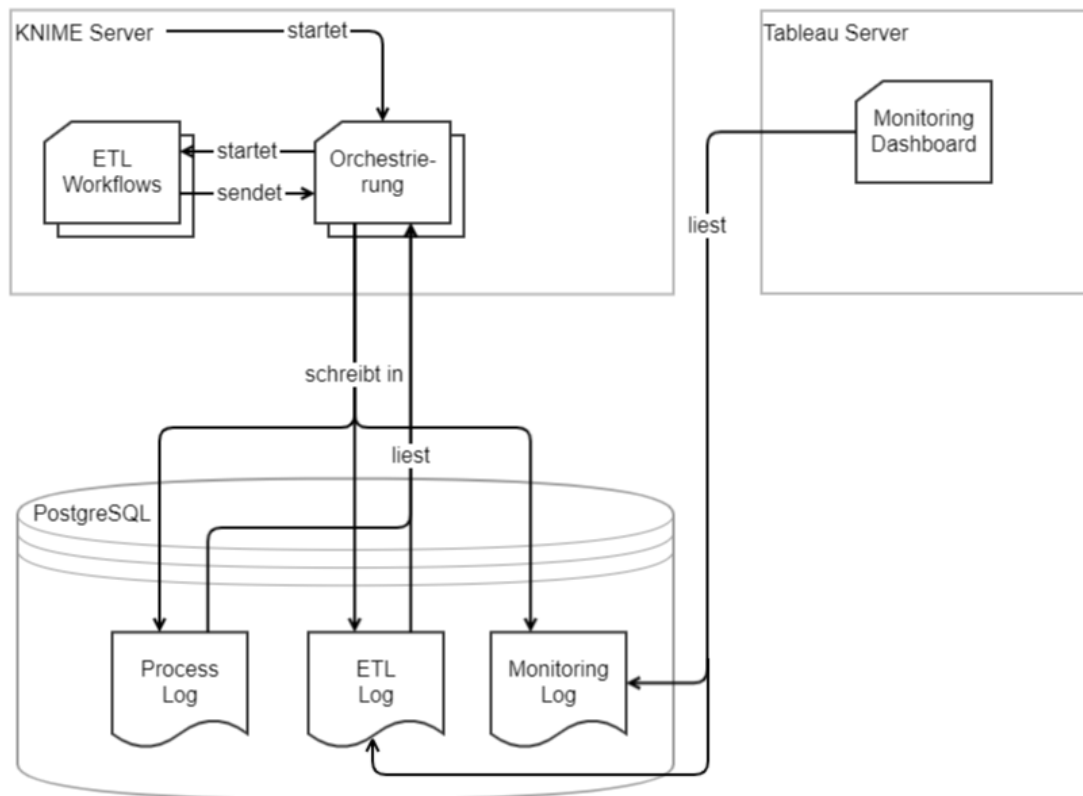 KNIME Server
startet
Tableau Server
Monitoring
Dashboard
ETL
Workflows
startet
sendet
Orchestrie-
rung
liest
schreibt in
liest
PostgreSQL
Process
Log
ETL
Log
Monitoring
Log